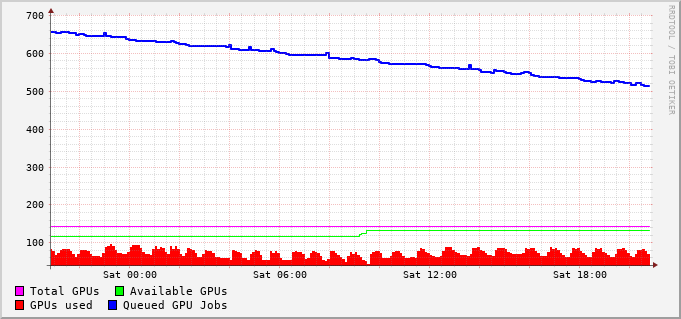 700
600
500
400
300
200
100
Sat 00:00 Sat 06:00 Sat 12:00 Sat 18:00
Total GPUs Available GPUs
GPUs used Queued GPU Jobs
RRDTOOL / TOBI OETIKER